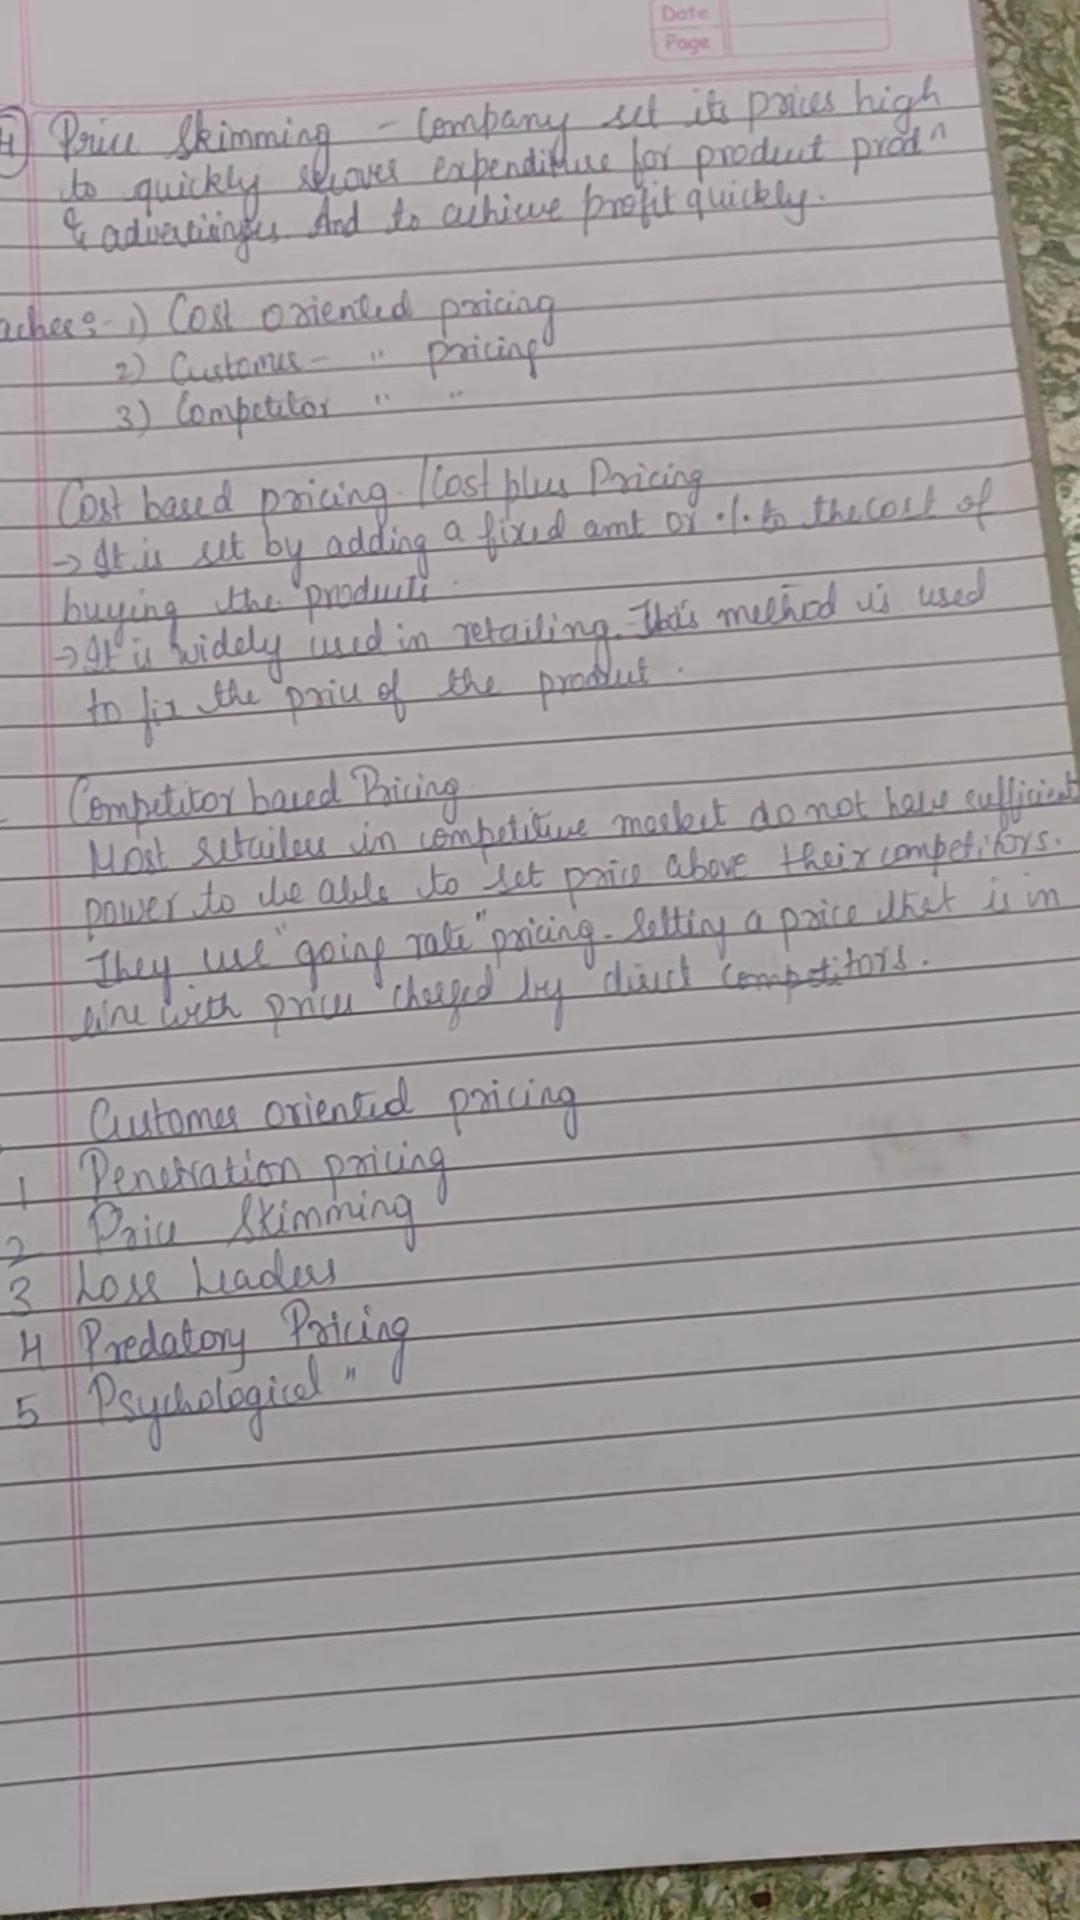 Date
Page
4) Price Skimming - Company set its prices high
to quickly recover expenditure for product prodⁿ
& advertising. And to achieve profit quickly.
aches:- 1) Cost oriented pricing
2) Customer - " pricing
3) Competitor " "
Cost based pricing / Cost plus Pricing
→ It is set by adding a fixed amt or % to the cost of
buying the products.
→ It is widely used in retailing. This method is used
to fix the price of the product.
Competitor based Pricing
Most retailers in competitive market do not have sufficient
power to be able to set price above their competitors.
They use "going rate" pricing. Setting a price that is in
line with prices charged by direct competitors.
Customer oriented pricing
1 Penetration pricing
2 Price Skimming
3 Loss Leaders
4 Predatory Pricing
5 Psychological "